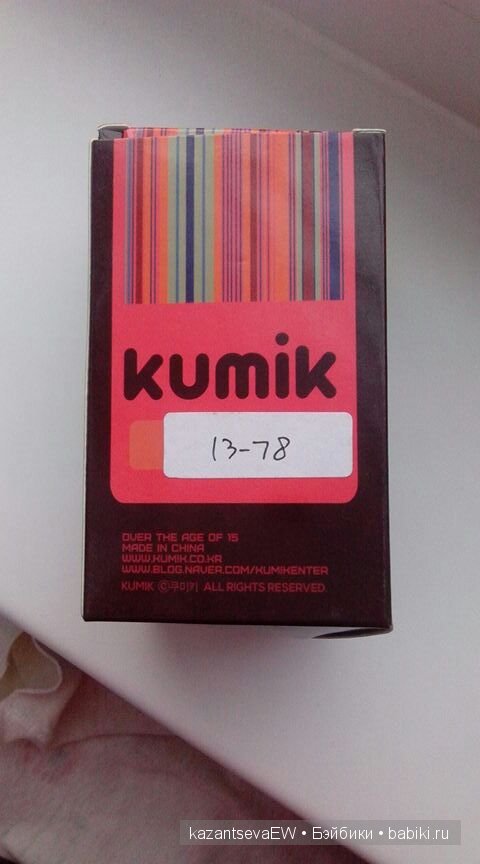 kumik
13-78
OVER THE AGE OF 15
MADE IN CHINA
WWW.KUMIK.CO.KR
WWW.BLOG.NAVER.COM/KUMIKENTER
KUMIK ©쿠미키 ALL RIGHTS RESERVED.
kazantsevaEW • Бэйбики • babiki.ru